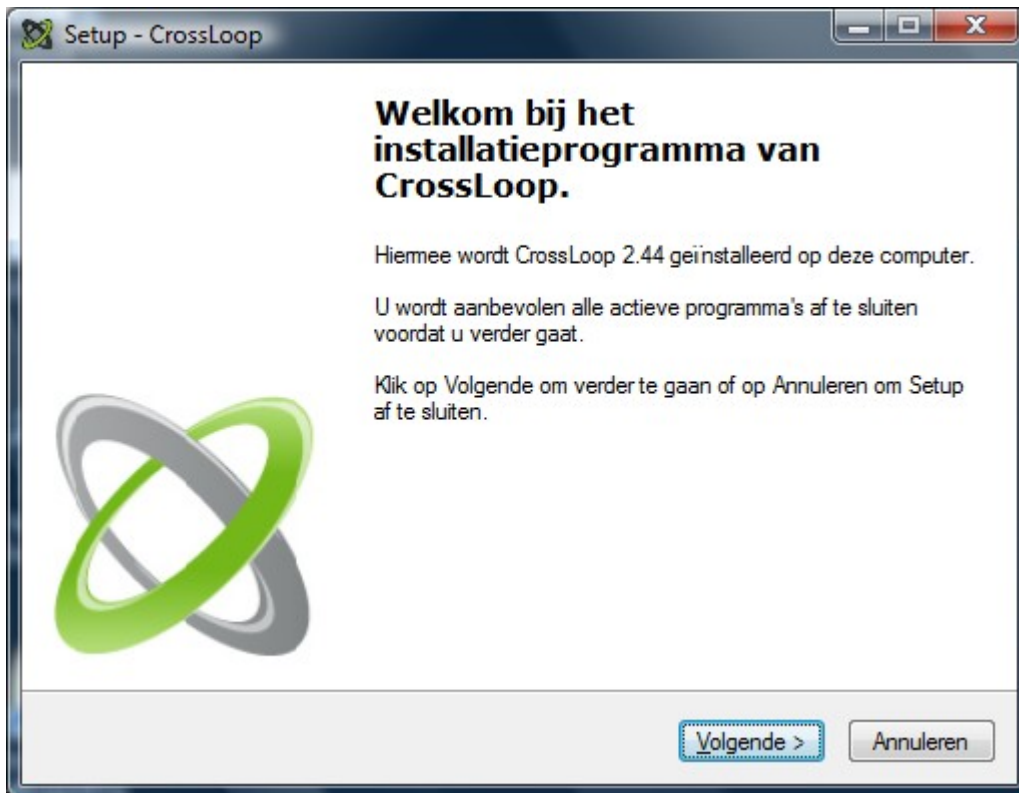 Setup - CrossLoop
Welkom bij het
installatieprogramma van
CrossLoop.
Hiermee wordt CrossLoop 2.44 geïnstalleerd op deze computer.
U wordt aanbevolen alle actieve programma's af te sluiten
voordat u verder gaat.
Klik op Volgende om verder te gaan of op Annuleren om Setup
af te sluiten.
Volgende >
Annuleren